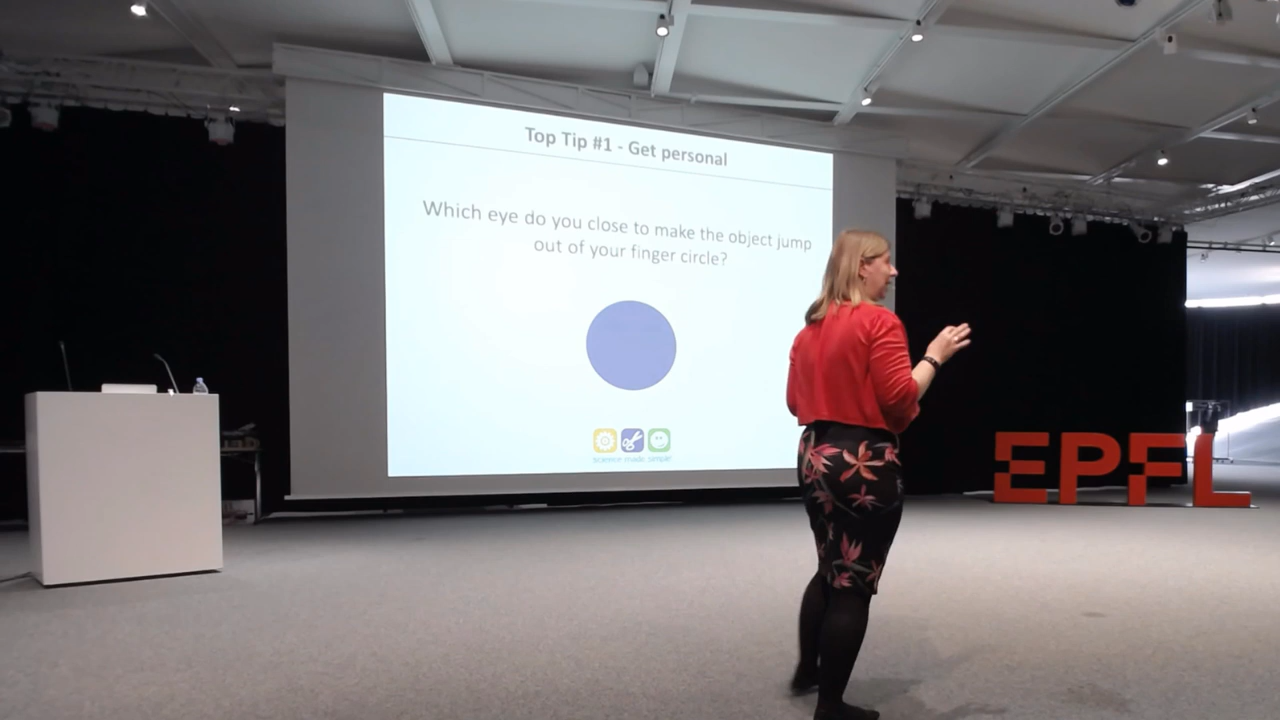 Top Tip #1 - Get personal
Which eye do you close to make the object jump
out of your finger circle?
science made simple
EPFL